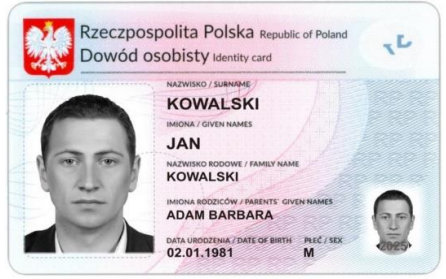 Rzeczpospolita Polska Republic of Poland
Dowód osobisty Identity card
NAZWISKO / SURNAME
KOWALSKI
IMIONA / GIVEN NAMES
JAN
NAZWISKO RODOWE / FAMILY NAME
KOWALSKI
IMIONA RODZICÓW / PARENTS' GIVEN NAMES
ADAM BARBARA
DATA URODZENIA / DATE OF BIRTH PŁEĆ / SEX
02.01.1981 M
2025